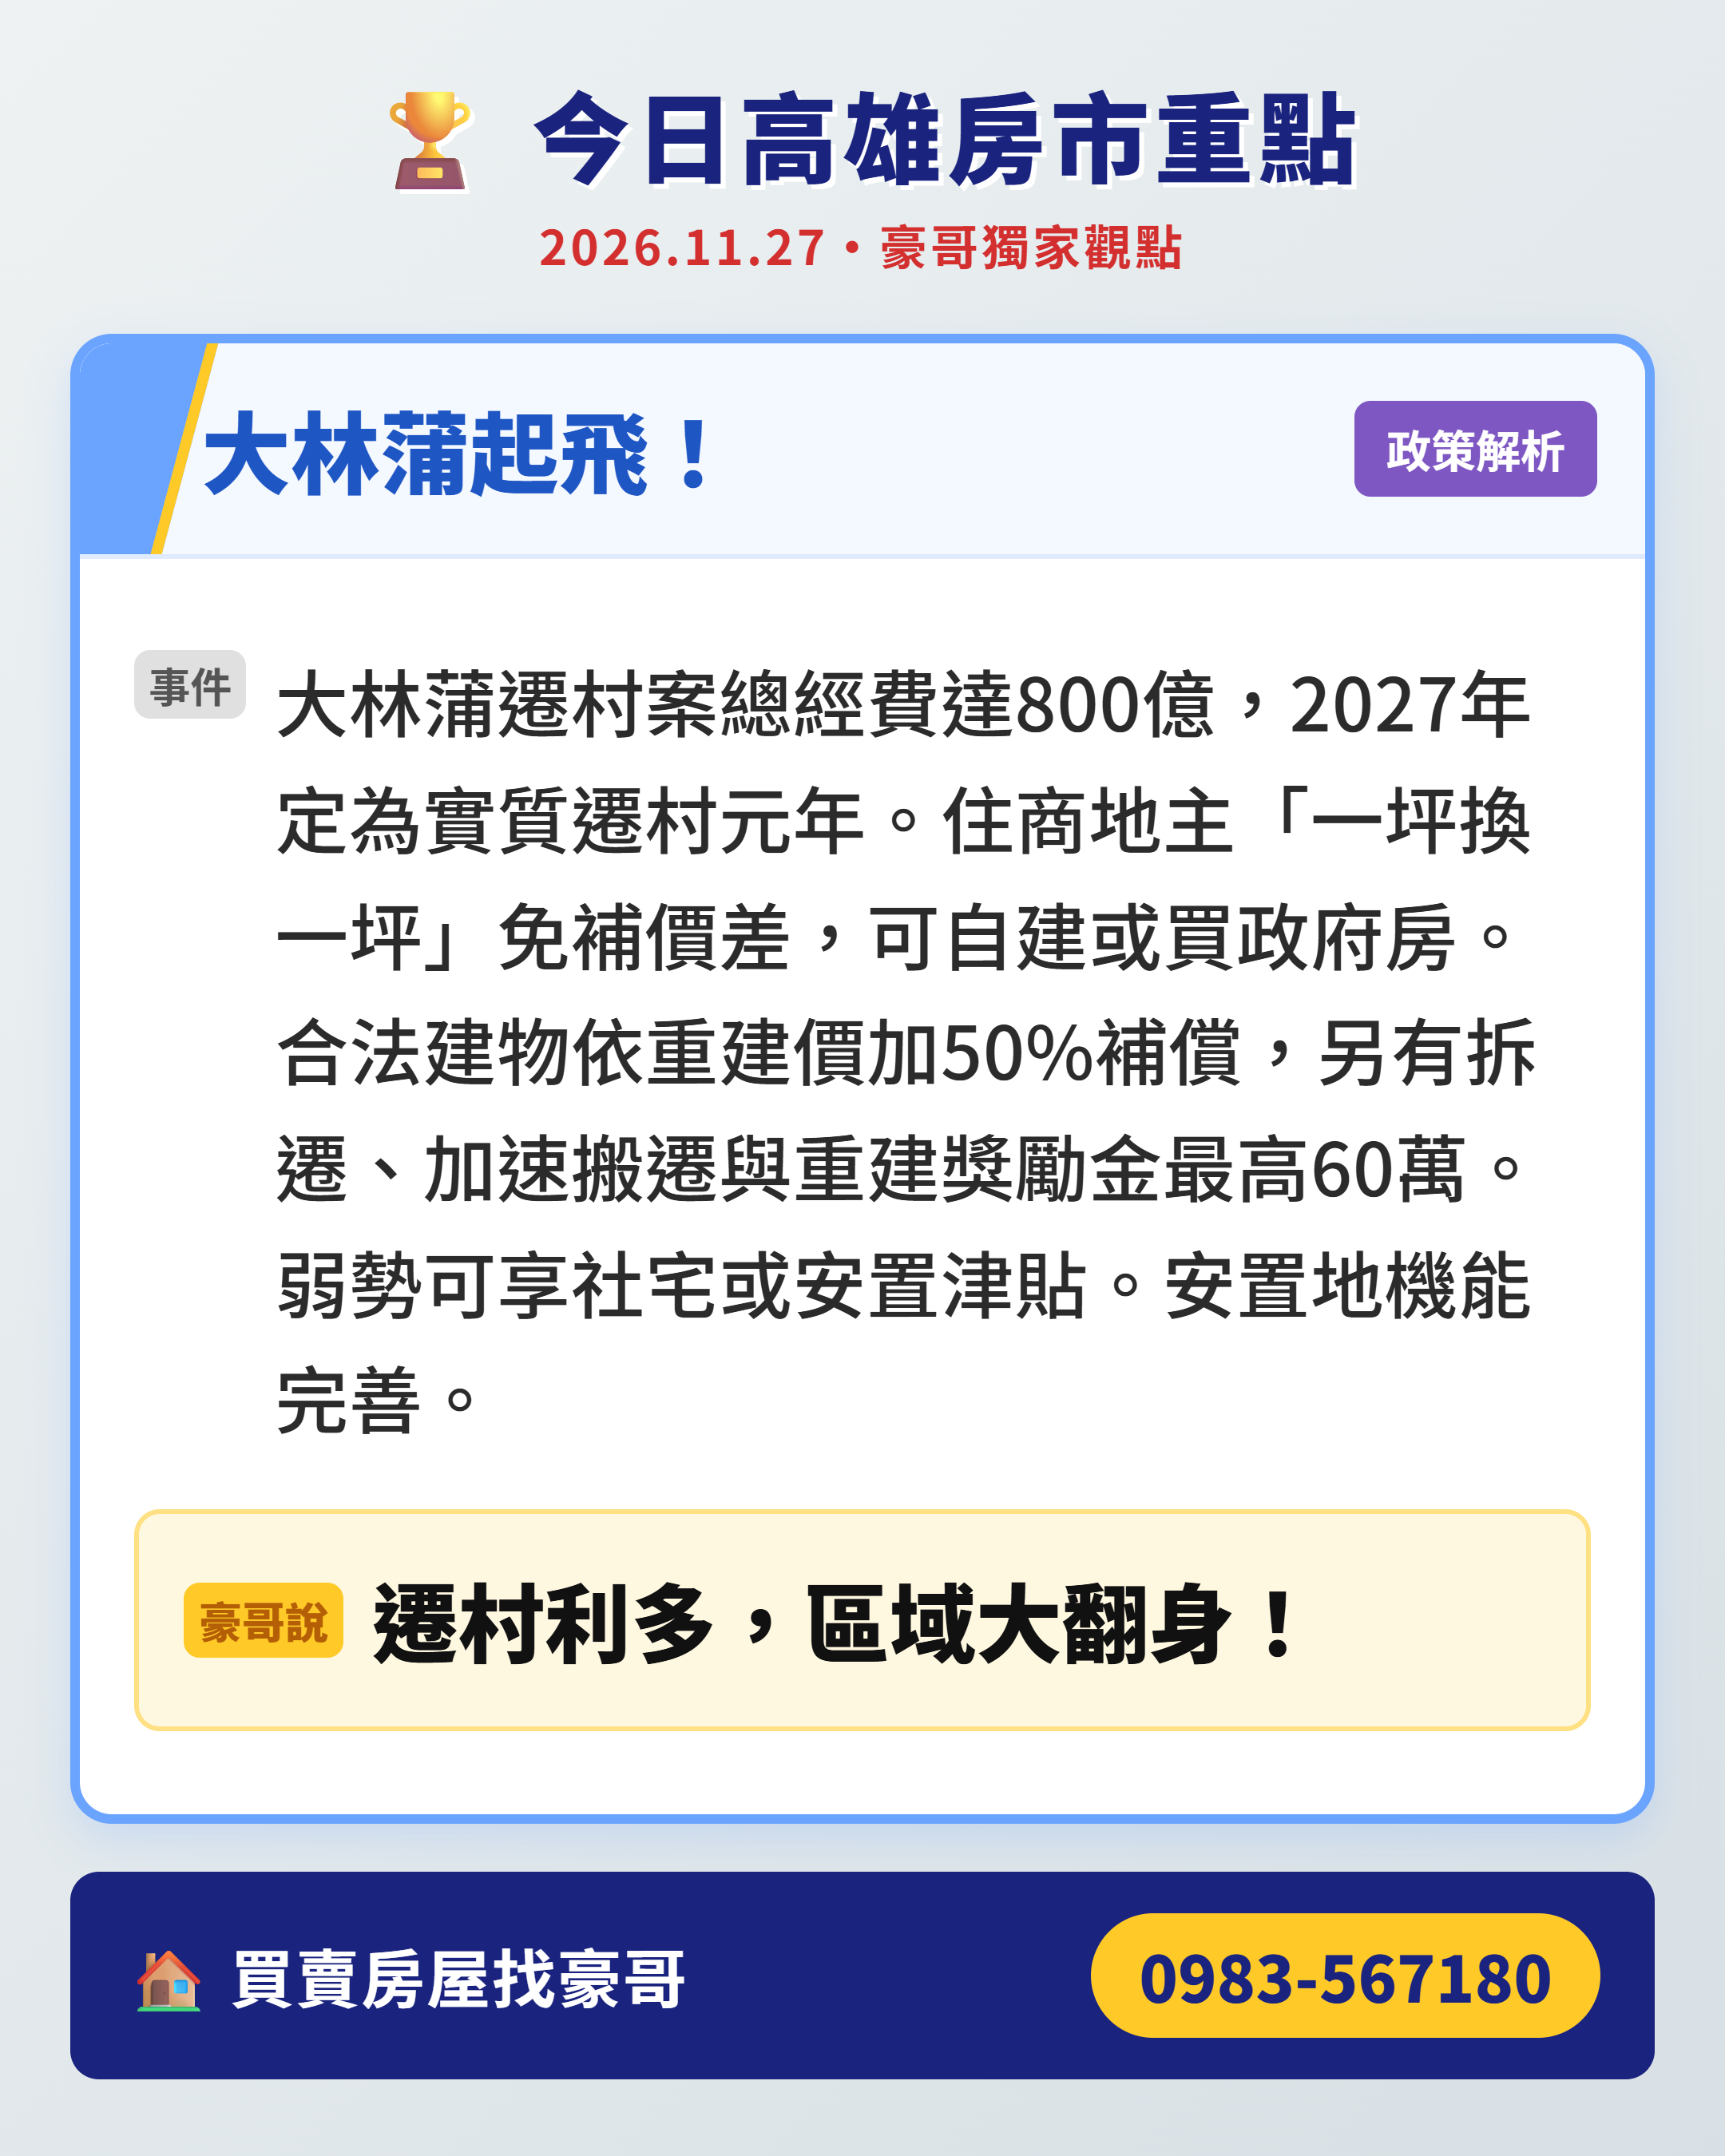 今日高雄房市重點
2026.11.27・豪哥獨家觀點
大林蒲起飛！
政策解析
事件
大林蒲遷村案總經費達800億，2027年
定為實質遷村元年。住商地主「一坪換
一坪」免補價差，可自建或買政府房。
合法建物依重建價加50%補償，另有拆
遷、加速搬遷與重建獎勵金最高60萬。
弱勢可享社宅或安置津貼。安置地機能
完善。
豪哥說
遷村利多，區域大翻身！
買賣房屋找豪哥
0983-567180